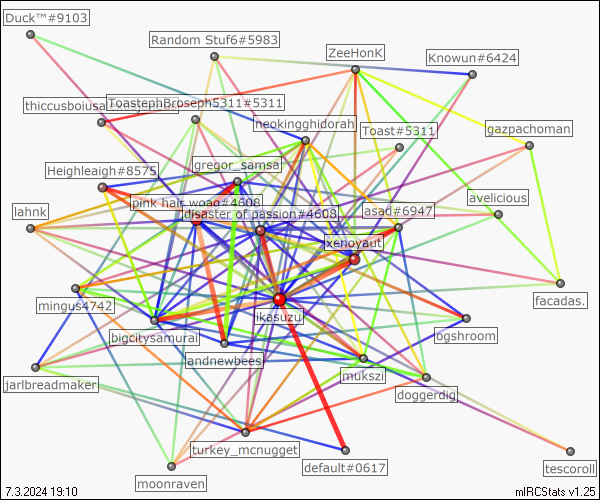 Duck™#9103
Random Stuf6#5983
ZeeHonK
Knowun#6424
ToastephBroseph5311#5311
neokingghidorah
Toast#5311
gazpachoman
Heighleaigh#8575
gregor_samsa
avelicious
pink hair woao#4608
lahnk
disaster of passion#4608
asad#6947
xenoyaut
mingus4742
ikasuzu
facadas.
bigcitysamurai
ogshroom
landnewbees
mukszi
jarlbreadmaker
doggerdig
turkey_mcnugget
default#0617
tescoroll
moonraven
7.3.2024 19:10
mIRCStats v1.25